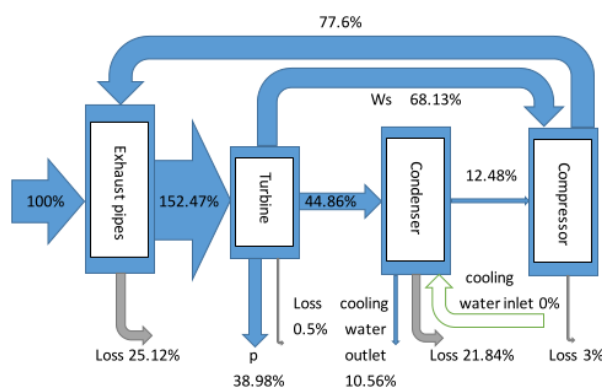 77.6%
Ws 68.13%
Exhaust pipes
Turbine
Condenser
Compressor
100%
152.47%
44.86%
12.48%
Loss
0.5%
cooling
water
outlet
10.56%
cooling
water inlet 0%
Loss 25.12%
p
38.98%
Loss 21.84%
Loss 3%